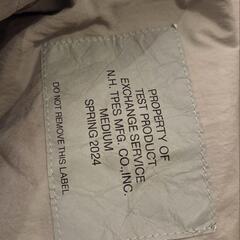 PROPERTY OF
TEST PRODUCT
EXCHANGE SERVICE
N.H. TPES MFG. CO., INC.
MEDIUM
SPRING 2024
DO NOT REMOVE THIS LABEL